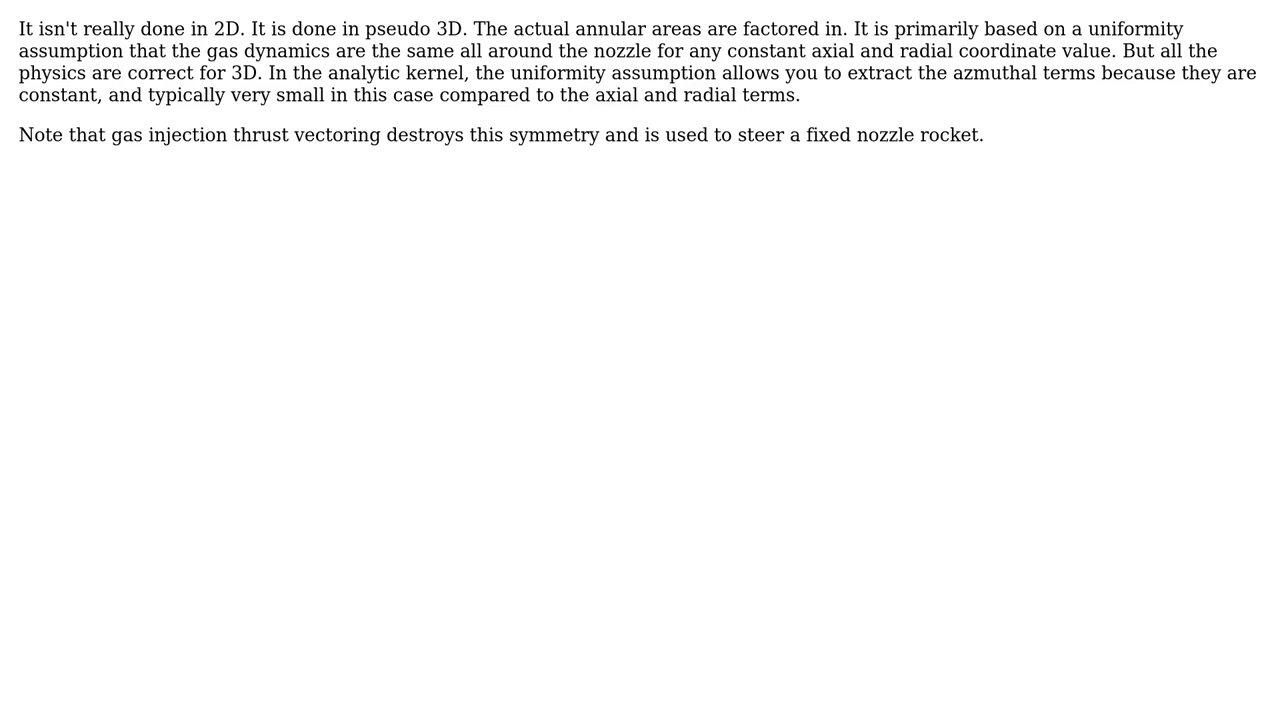 It isn't really done in 2D. It is done in pseudo 3D. The actual annular areas are factored in. It is primarily based on a uniformity
assumption that the gas dynamics are the same all around the nozzle for any constant axial and radial coordinate value. But all the
physics are correct for 3D. In the analytic kernel, the uniformity assumption allows you to extract the azmuthal terms because they are
constant, and typically very small in this case compared to the axial and radial terms.
Note that gas injection thrust vectoring destroys this symmetry and is used to steer a fixed nozzle rocket.